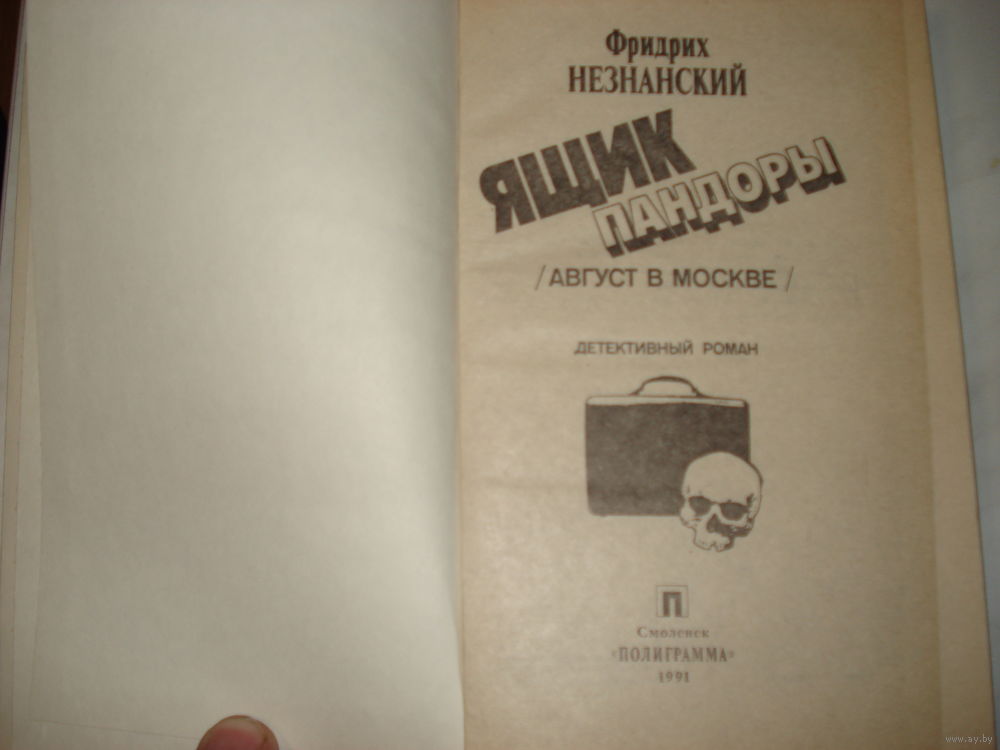 Фридрих
НЕЗНАНСКИЙ
ЯЩИК
ПАНДОРЫ
/АВГУСТ В МОСКВЕ/
ДЕТЕКТИВНЫЙ РОМАН
П
Смоленск
«ПОЛИГРАММА»
1991
www.ay.by